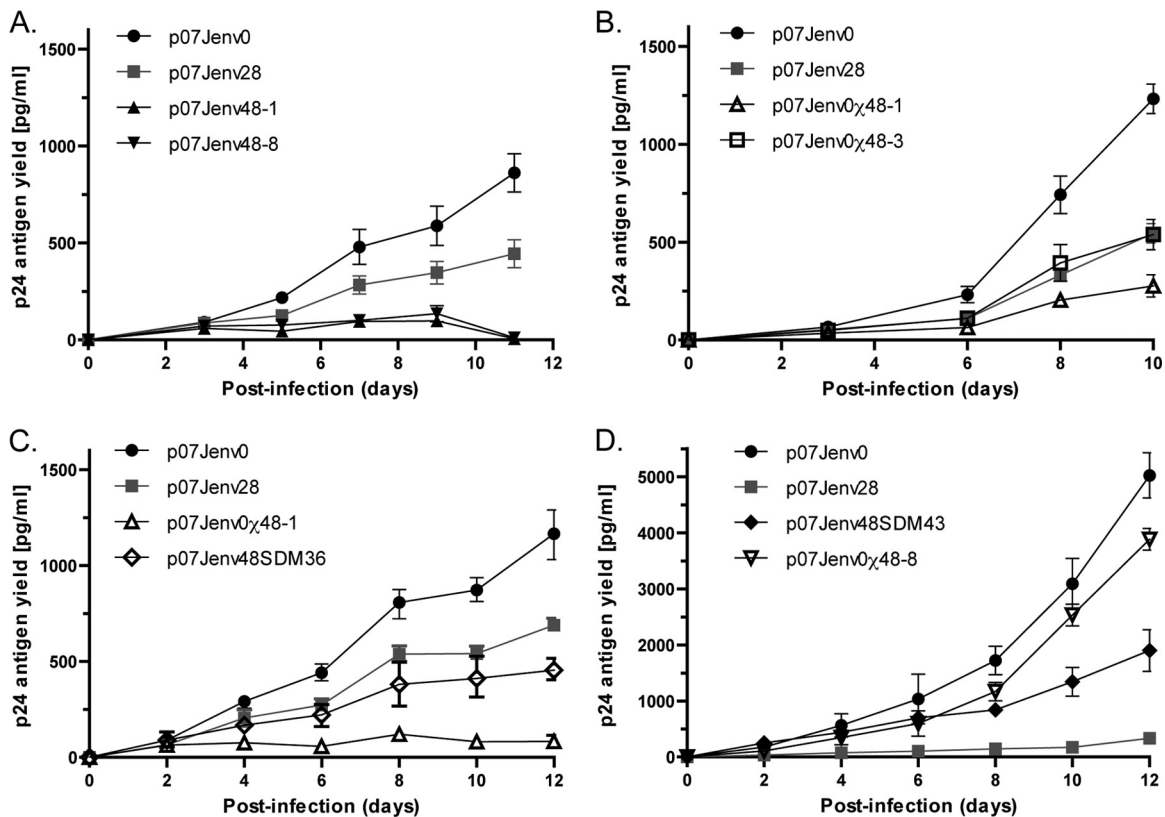 A.
p07Jenv0
p07Jenv28
p07Jenv48-1
p07Jenv48-8
p24 antigen yield [pg/ml]
1500
1000
500
0
0 2 4 6 8 10 12
Post-infection (days)
B.
p07Jenv0
p07Jenv28
p07Jenv0χ48-1
p07Jenv0χ48-3
p24 antigen yield [pg/ml]
1500
1000
500
0
0 2 4 6 8 10
Post-infection (days)
C.
p07Jenv0
p07Jenv28
p07Jenv0χ48-1
p07Jenv48SDM36
p24 antigen yield [pg/ml]
1500
1000
500
0
0 2 4 6 8 10 12
Post-infection (days)
D.
p07Jenv0
p07Jenv28
p07Jenv48SDM43
p07Jenv0χ48-8
p24 antigen yield [pg/ml]
5000
4000
3000
2000
1000
0
0 2 4 6 8 10 12
Post-infection (days)